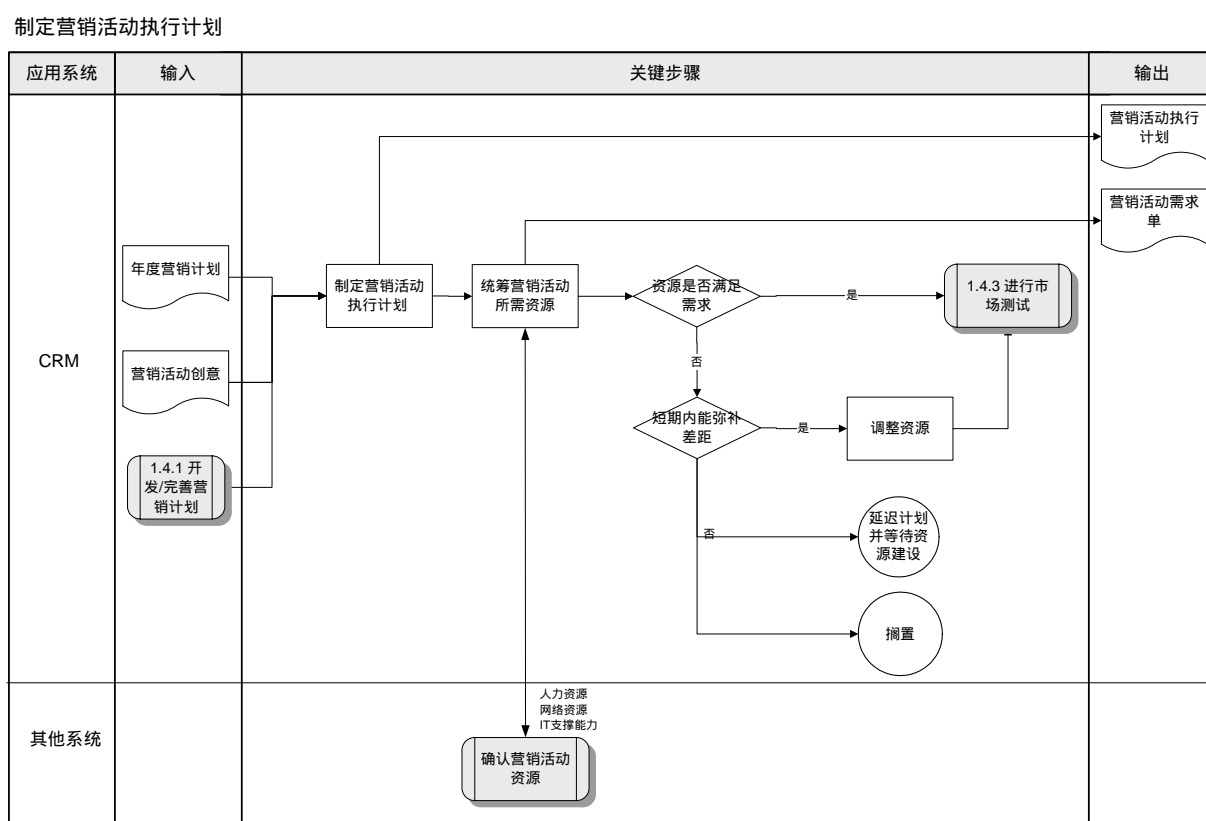 制定营销活动执行计划
应用系统
输入
关键步骤
输出
营销活动执行
计划
营销活动需求
单
年度营销计划
制定营销活动
执行计划
统筹营销活动
所需资源
资源是否满足
需求
是
1.4.3 进行市
场测试
CRM
营销活动创意
否
短期内能弥补
差距
是
调整资源
1.4.1 开
发/完善营
销计划
否
延迟计划
并等待资
源建设
搁置
人力资源
网络资源
IT支撑能力
其他系统
确认营销活动
资源